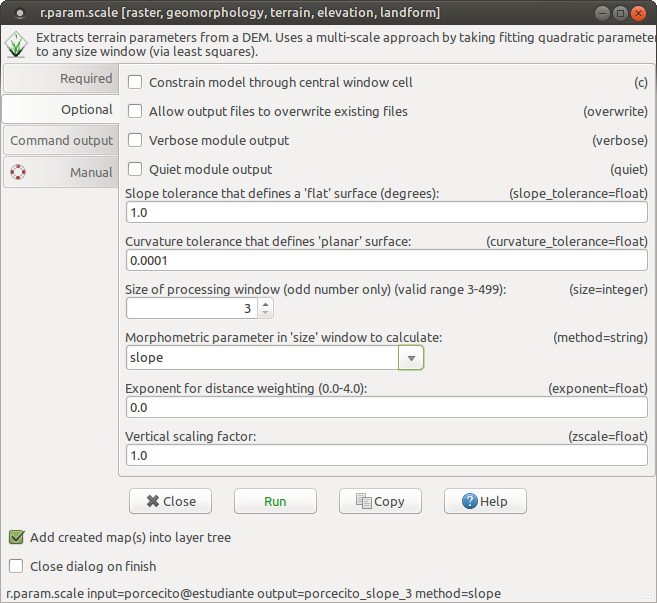 r.param.scale [raster, geomorphology, terrain, elevation, landform]
Extracts terrain parameters from a DEM. Uses a multi-scale approach by taking fitting quadratic parameter
to any size window (via least squares).
Required
Optional
Command output
Manual
Constrain model through central window cell (c)
Allow output files to overwrite existing files (overwrite)
Verbose module output (verbose)
Quiet module output (quiet)
Slope tolerance that defines a 'flat' surface (degrees): (slope_tolerance=float)
1.0
Curvature tolerance that defines 'planar' surface: (curvature_tolerance=float)
0.0001
Size of processing window (odd number only) (valid range 3-499): (size=integer)
3
Morphometric parameter in 'size' window to calculate: (method=string)
slope
Exponent for distance weighting (0.0-4.0): (exponent=float)
0.0
Vertical scaling factor: (zscale=float)
1.0
Close Run Copy Help
Add created map(s) into layer tree
Close dialog on finish
r.param.scale input=porcecito@estudiante output=porcecito_slope_3 method=slope